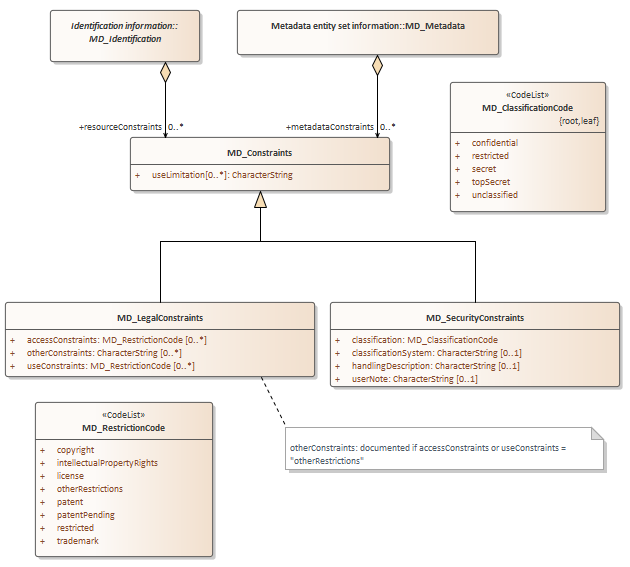 Identification information::
MD_Identification
Metadata entity set information::MD_Metadata
+resourceConstraints 0..*
+metadataConstraints 0..*
«CodeList»
MD_ClassificationCode
{root,leaf}
+ confidential
+ restricted
+ secret
+ topSecret
+ unclassified
MD_Constraints
+ useLimitation[0..*]: CharacterString
MD_LegalConstraints
+ accessConstraints: MD_RestrictionCode [0..*]
+ otherConstraints: CharacterString [0..*]
+ useConstraints: MD_RestrictionCode [0..*]
MD_SecurityConstraints
+ classification: MD_ClassificationCode
+ classificationSystem: CharacterString [0..1]
+ handlingDescription: CharacterString [0..1]
+ userNote: CharacterString [0..1]
«CodeList»
MD_RestrictionCode
+ copyright
+ intellectualPropertyRights
+ license
+ otherRestrictions
+ patent
+ patentPending
+ restricted
+ trademark
otherConstraints: documented if accessConstraints or useConstraints =
"otherRestrictions"